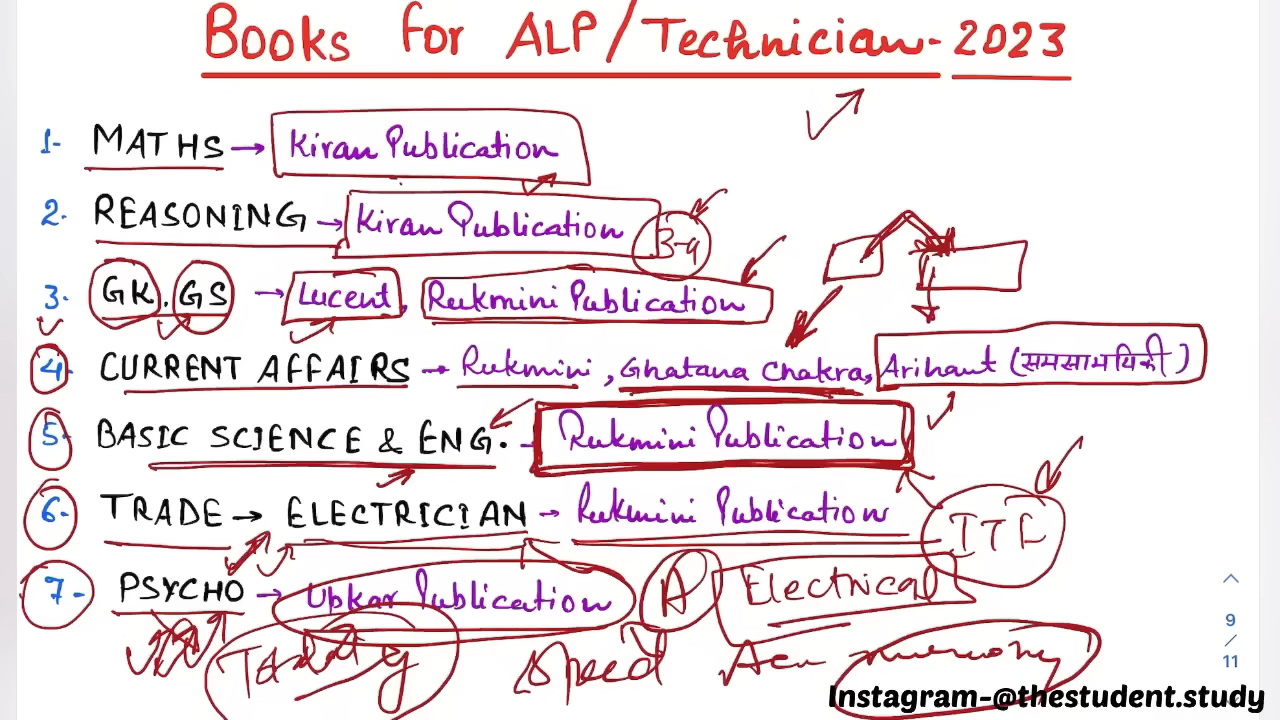 Books for ALP/Technician-2023
1- MATHS → Kiran Publication
2. REASONING → Kiran Publication 3-4
3. GK, GS → Lucent, Rukmini Publication
4. CURRENT AFFAIRS → Rukmini, Ghatana Chakra, Arihant (समसामयिकी)
5. BASIC SCIENCE & ENG. - Rukmini Publication
6- TRADE → ELECTRICIAN → Rukmini Publication
7- PSYCHO → Upkar Publication A Electrical
Speed
9
/
11
Instagram-@thestudent.study